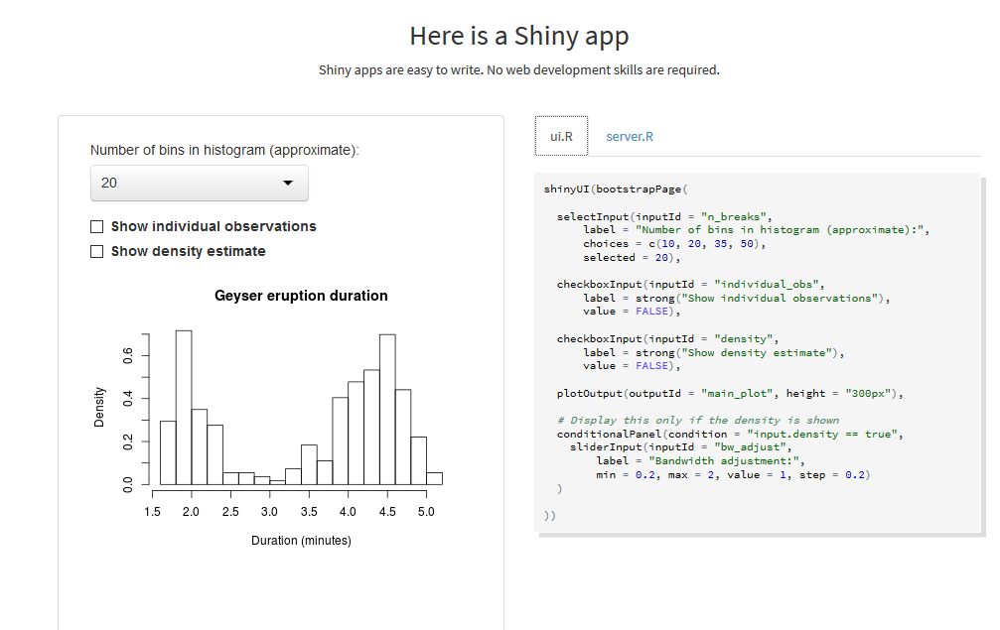 Here is a Shiny app
Shiny apps are easy to write. No web development skills are required.
Number of bins in histogram (approximate):
20
Show individual observations
Show density estimate
Geyser eruption duration
Density
0.0
0.2
0.4
0.6
1.5 2.0 2.5 3.0 3.5 4.0 4.5 5.0
Duration (minutes)
ui.R server.R
shinyUI(bootstrapPage(
selectInput(inputId = "n_breaks",
label = "Number of bins in histogram (approximate):",
choices = c(10, 20, 35, 50),
selected = 20),
checkboxInput(inputId = "individual_obs",
label = strong("Show individual observations"),
value = FALSE),
checkboxInput(inputId = "density",
label = strong("Show density estimate"),
value = FALSE),
plotOutput(outputId = "main_plot", height = "300px"),
# Display this only if the density is shown
conditionalPanel(condition = "input.density == true",
sliderInput(inputId = "bw_adjust",
label = "Bandwidth adjustment:",
min = 0.2, max = 2, value = 1, step = 0.2)
)
))